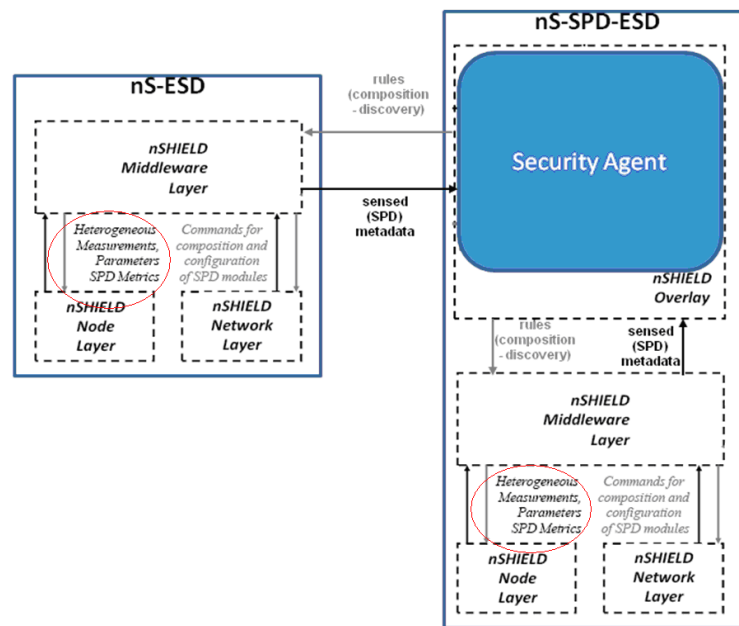 nS-SPD-ESD
nS-ESD
rules
(composition
- discovery)
nSHIELD
Middleware
Layer
Security Agent
sensed
(SPD)
metadata
Heterogeneous
Measurements,
Parameters
SPD Metrics
Commands for
composition and
configuration
of SPD modules
nSHIELD
Overlay
nSHIELD
Node
Layer
nSHIELD
Network
Layer
rules
(composition
- discovery)
sensed
(SPD)
metadata
nSHIELD
Middleware
Layer
Heterogeneous
Measurements,
Parameters
SPD Metrics
Commands for
composition and
configuration
of SPD modules
nSHIELD
Node
Layer
nSHIELD
Network
Layer